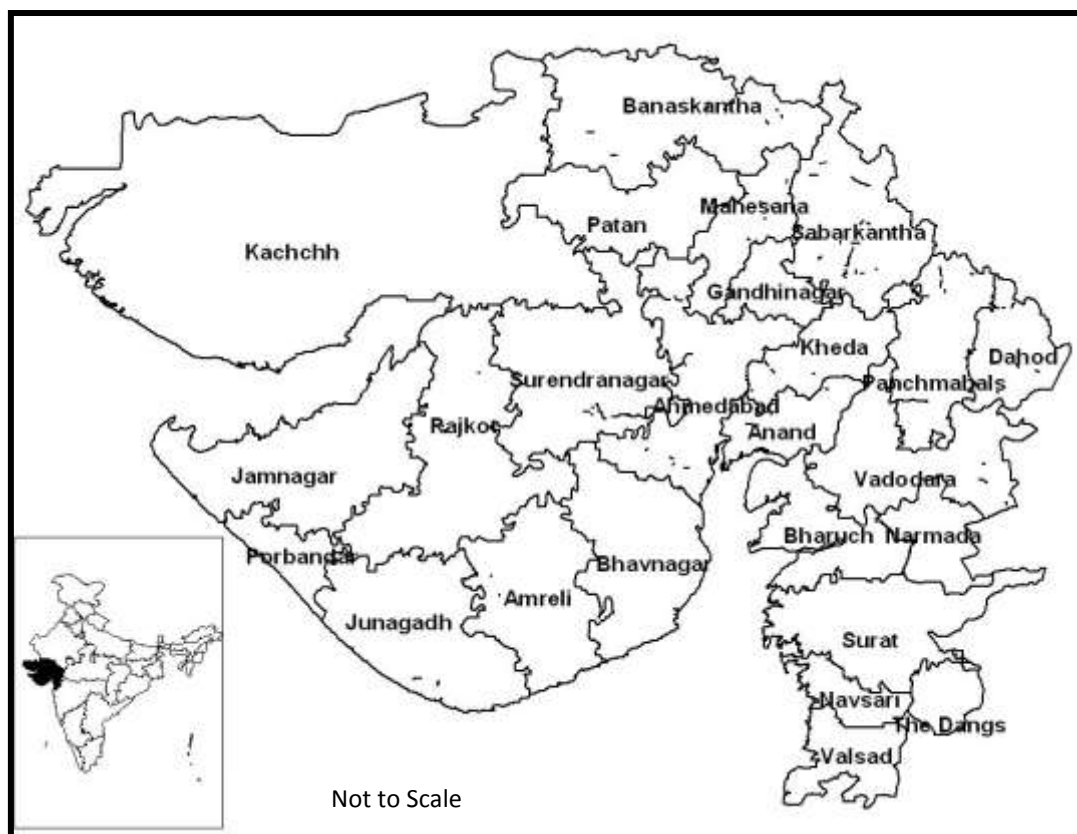 Banaskantha
Mahesana
Patan
Sabarkantha
Kachchh
Gandhinagar
Kheda
Dahod
Surendranagar
Panchmahals
Ahmedabad
Rajkot
Anand
Jamnagar
Vadodara
Bharuch
Narmada
Porbandar
Bhavnagar
Amreli
Junagadh
Surat
Navsari
The Dangs
Valsad
Not to Scale